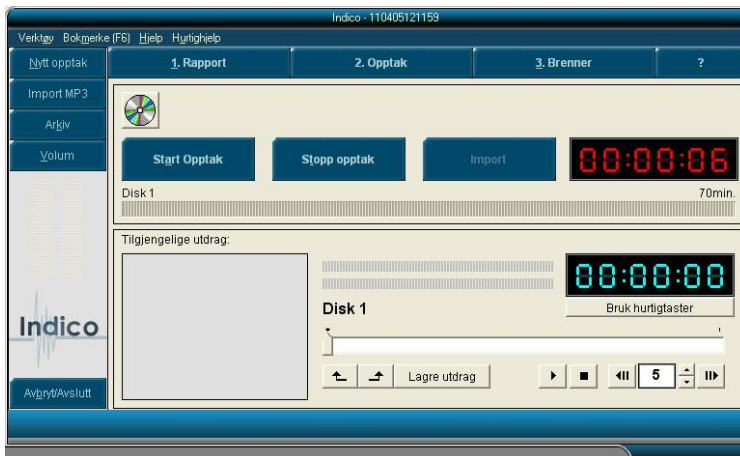 Indico - 110405121159
Verktøy Bokmerke (F6) Hjelp Hurtighjelp
Nytt opptak
1. Rapport
2. Opptak
3. Brenner
?
Import MP3
Arkiv
Volum
Start Opptak
Stopp opptak
Import
00:00:06
Disk 1
70min.
Tilgjengelige utdrag:
00:00:00
Disk 1
Bruk hurtigtaster
Indico
Lagre utdrag
5
Avbryt/Avslutt